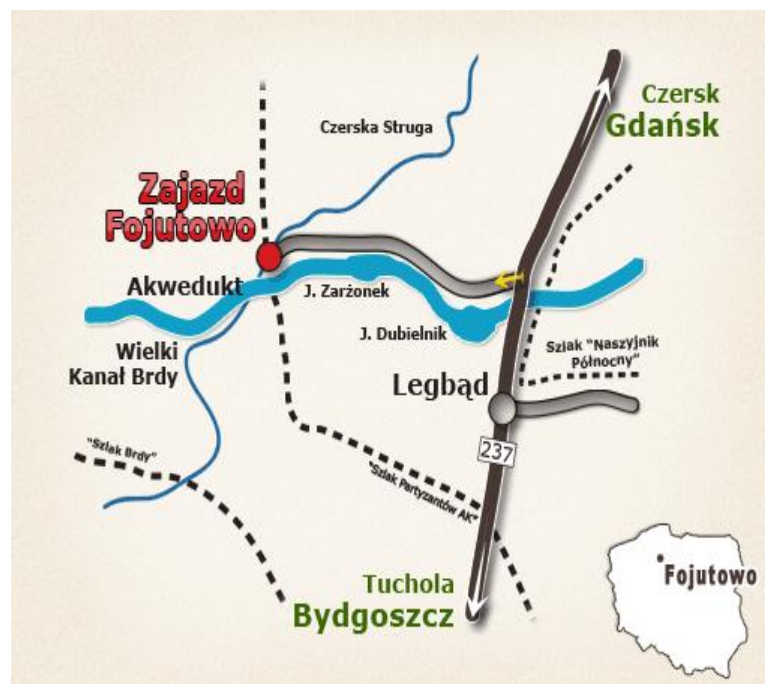 Czersk
Gdańsk
Czerska Struga
Zajazd
Fojutowo
Akwedukt
J. Zarżonek
J. Dubielnik
Wielki
Kanał Brdy
Szlak "Naszyjnik
Północny"
Legbąd
237
"Szlak Brdy"
"Szlak Partyzantów AK"
Tuchola
Bydgoszcz
Fojutowo